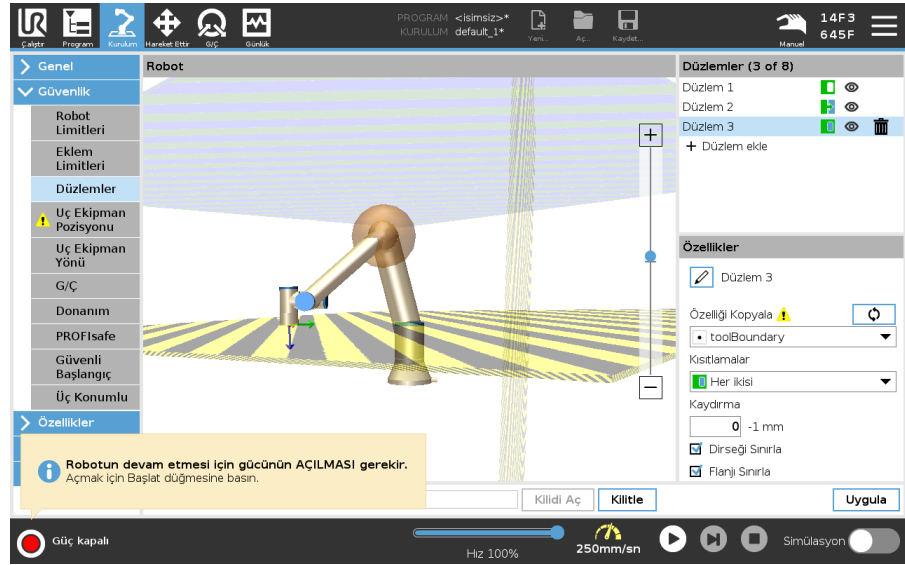 PROGRAM <isimsiz>*
KURULUM default_1*
Çalıştır
Program
Kurulum
Hareket Ettir
G/Ç
Günlük
Yeni...
Aç...
Kaydet...
Manuel
14F3
645F
Genel
Güvenlik
Robot
Limitleri
Eklem
Limitleri
Düzlemler
Uç Ekipman
Pozisyonu
Uç Ekipman
Yönü
G/Ç
Donanım
PROFIsafe
Güvenli
Başlangıç
Üç Konumlu
Özellikler
Robot
Düzlemler (3 of 8)
Düzlem 1
Düzlem 2
Düzlem 3
Düzlem ekle
Özellikler
Düzlem 3
Özelliği Kopyala
toolBoundary
Kısıtlamalar
Her ikisi
Kaydırma
0 -1 mm
Dirseği Sınırla
Flanjı Sınırla
Robotun devam etmesi için gücünün AÇILMASI gerekir.
Açmak için Başlat düğmesine basın.
Kilidi Aç
Kilitle
Uygula
Güç kapalı
Hız 100%
250mm/sn
Simülasyon